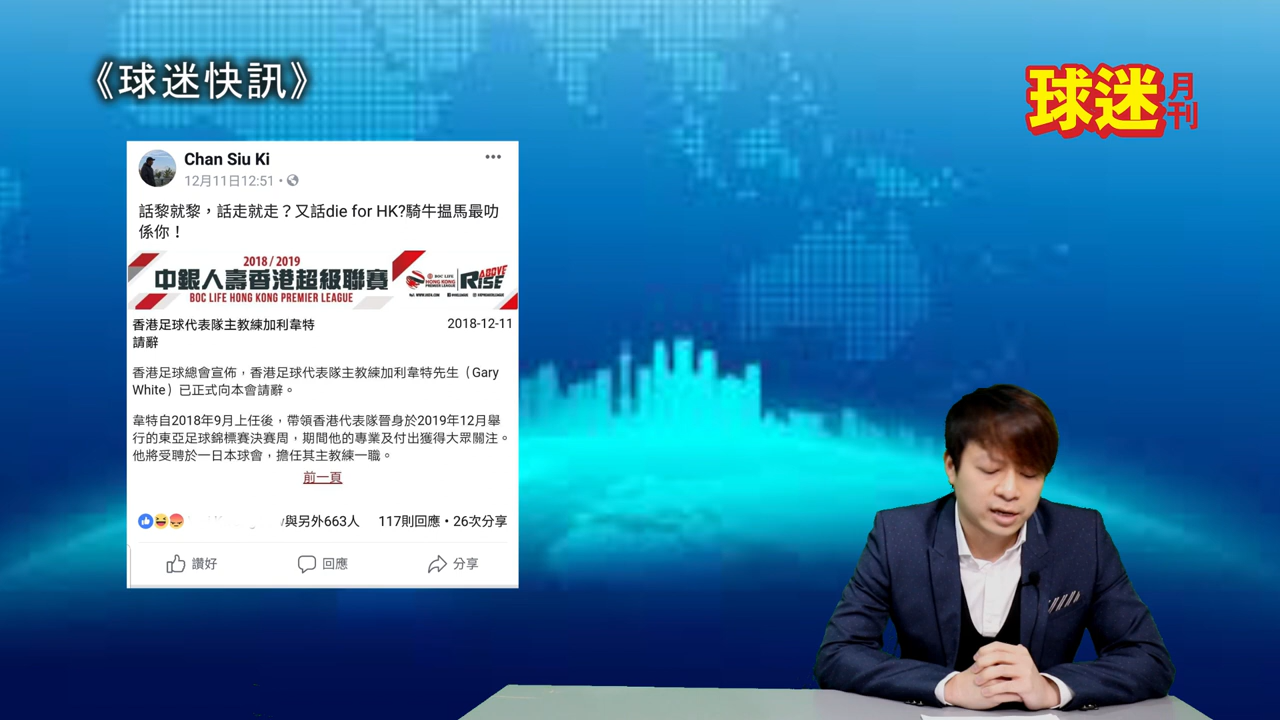 《球迷快訊》
球迷月刊
Chan Siu Ki
12月11日12:51
話黎就黎，話走就走？又話die for HK?騎牛揾馬最叻
係你！
2018 / 2019
中銀人壽香港超級聯賽
BOC LIFE HONG KONG PREMIER LEAGUE
BOC LIFE
HONG KONG
PREMIER LEAGUE
RISE ABOVE
香港足球代表隊主教練加利韋特 2018-12-11
請辭
香港足球總會宣佈，香港足球代表隊主教練加利韋特先生（Gary
White）已正式向本會請辭。
韋特自2018年9月上任後，帶領香港代表隊晉身於2019年12月舉
行的東亞足球錦標賽決賽周，期間他的專業及付出獲得大眾關注。
他將受聘於一日本球會，擔任其主教練一職。
前一頁
與另外663人 117則回應・26次分享
讚好 回應 分享